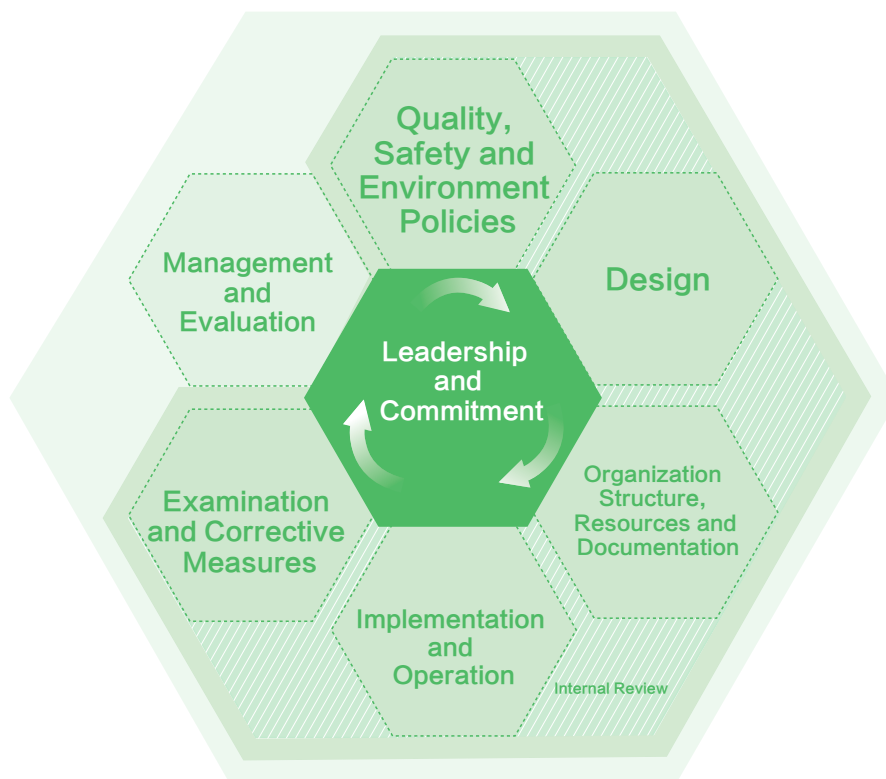 Quality,
Safety and
Environment
Policies
Design
Organization
Structure,
Resources and
Documentation
Implementation
and
Operation
Examination
and Corrective
Measures
Management
and
Evaluation
Leadership
and
Commitment
Internal Review